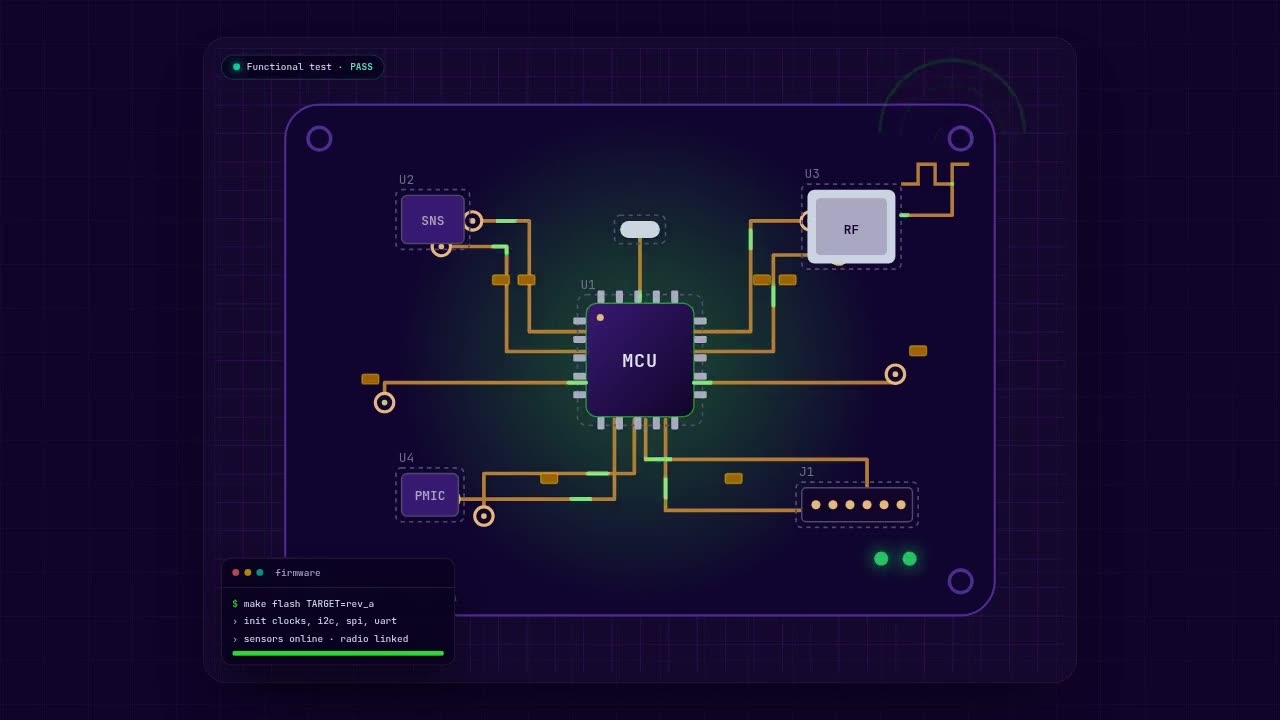 Functional test · PASS
U2
SNS
U3
RF
U1
MCU
U4
PMIC
J1
firmware
$ make flash TARGET=rev_a
› init clocks, i2c, spi, uart
› sensors online · radio linked